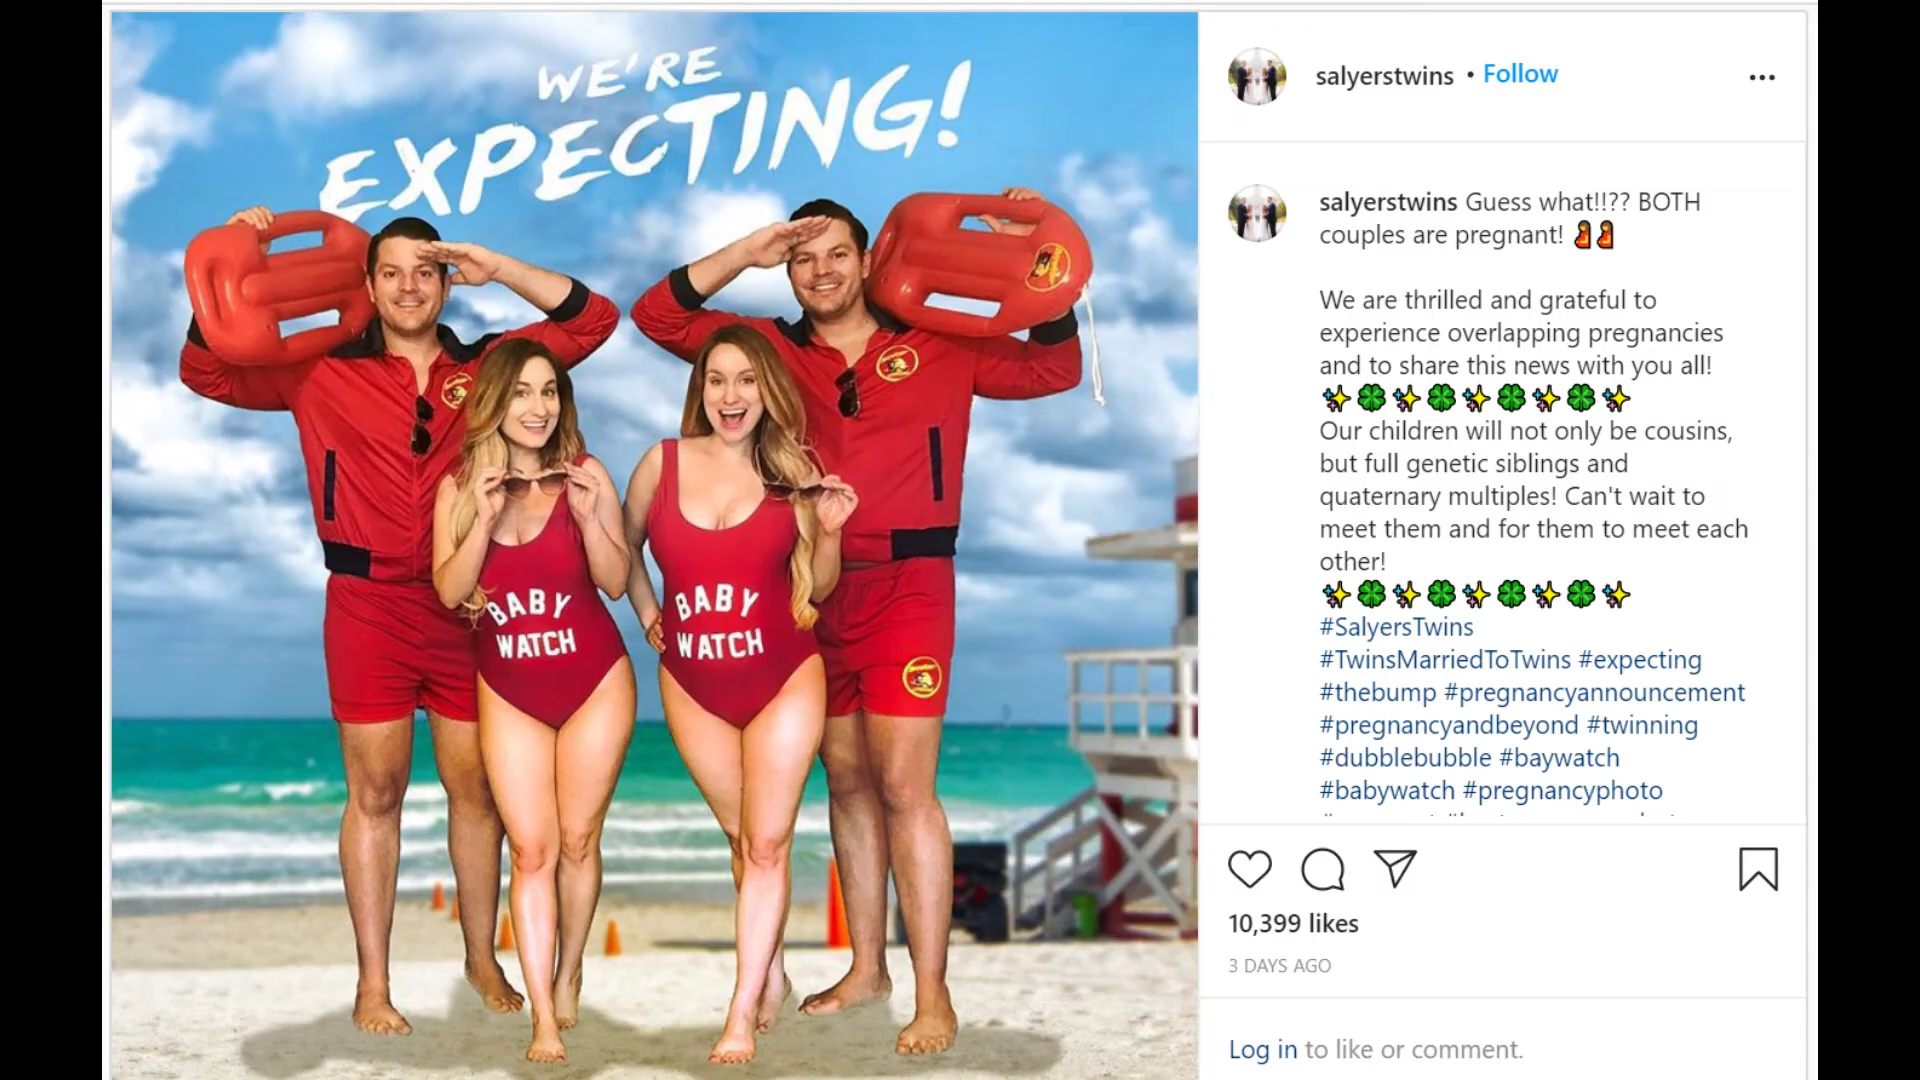 WE'RE
EXPECTING!
BABY
WATCH
BABY
WATCH
salyerstwins • Follow
salyerstwins Guess what!!?? BOTH
couples are pregnant!
We are thrilled and grateful to
experience overlapping pregnancies
and to share this news with you all!
Our children will not only be cousins,
but full genetic siblings and
quaternary multiples! Can't wait to
meet them and for them to meet each
other!
#SalyersTwins
#TwinsMarriedToTwins #expecting
#thebump #pregnancyannouncement
#pregnancyandbeyond #twinning
#dubblebubble #baywatch
#babywatch #pregnancyphoto
10,399 likes
3 DAYS AGO
Log in to like or comment.